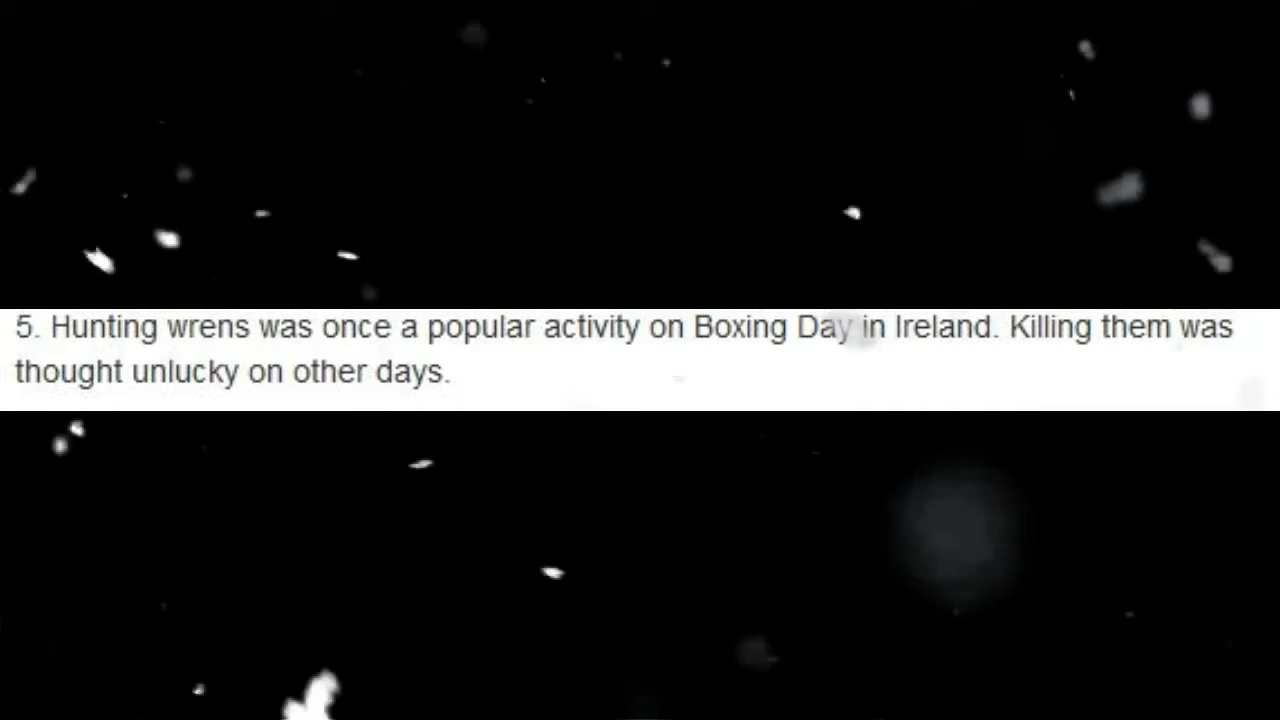 5. Hunting wrens was once a popular activity on Boxing Day in Ireland. Killing them was
thought unlucky on other days.